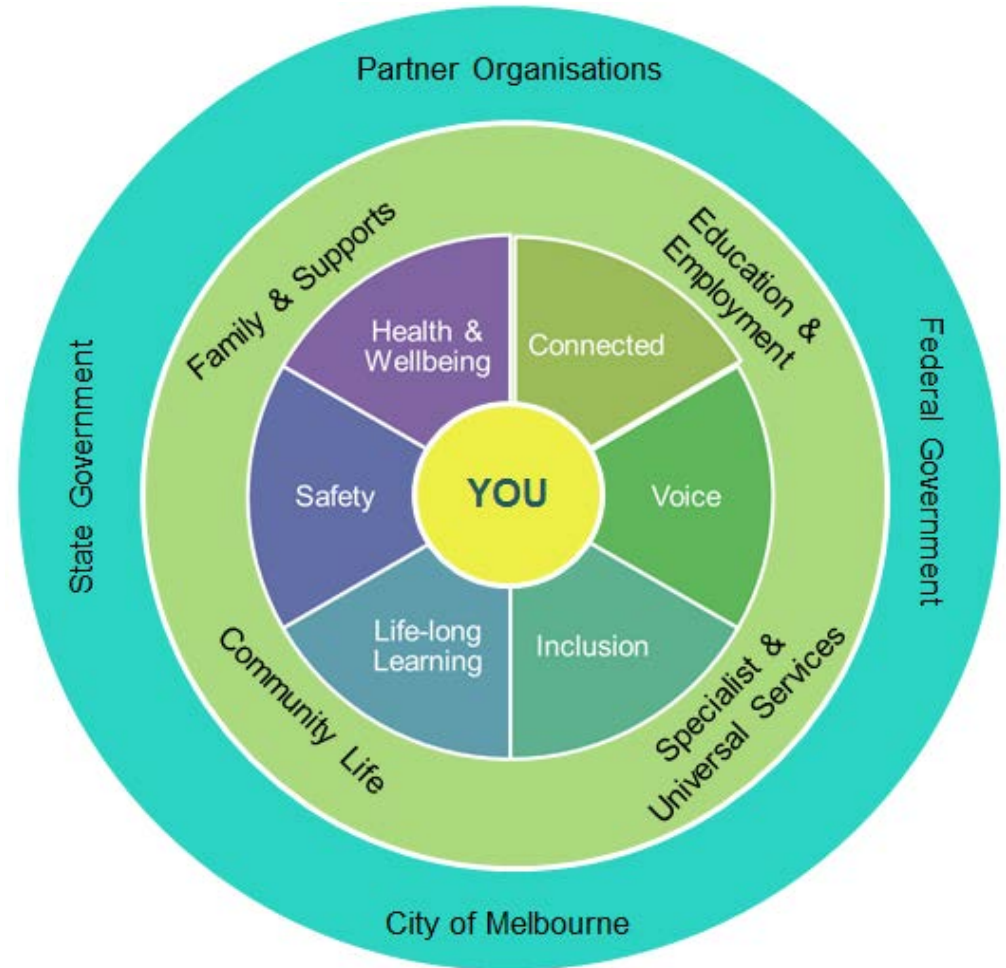 Partner Organisations
Family & Supports
Education &
Employment
Health &
Wellbeing
Connected
State Government
Federal Government
Safety
YOU
Voice
Life-long
Learning
Inclusion
Community Life
Specialist &
Universal Services
City of Melbourne